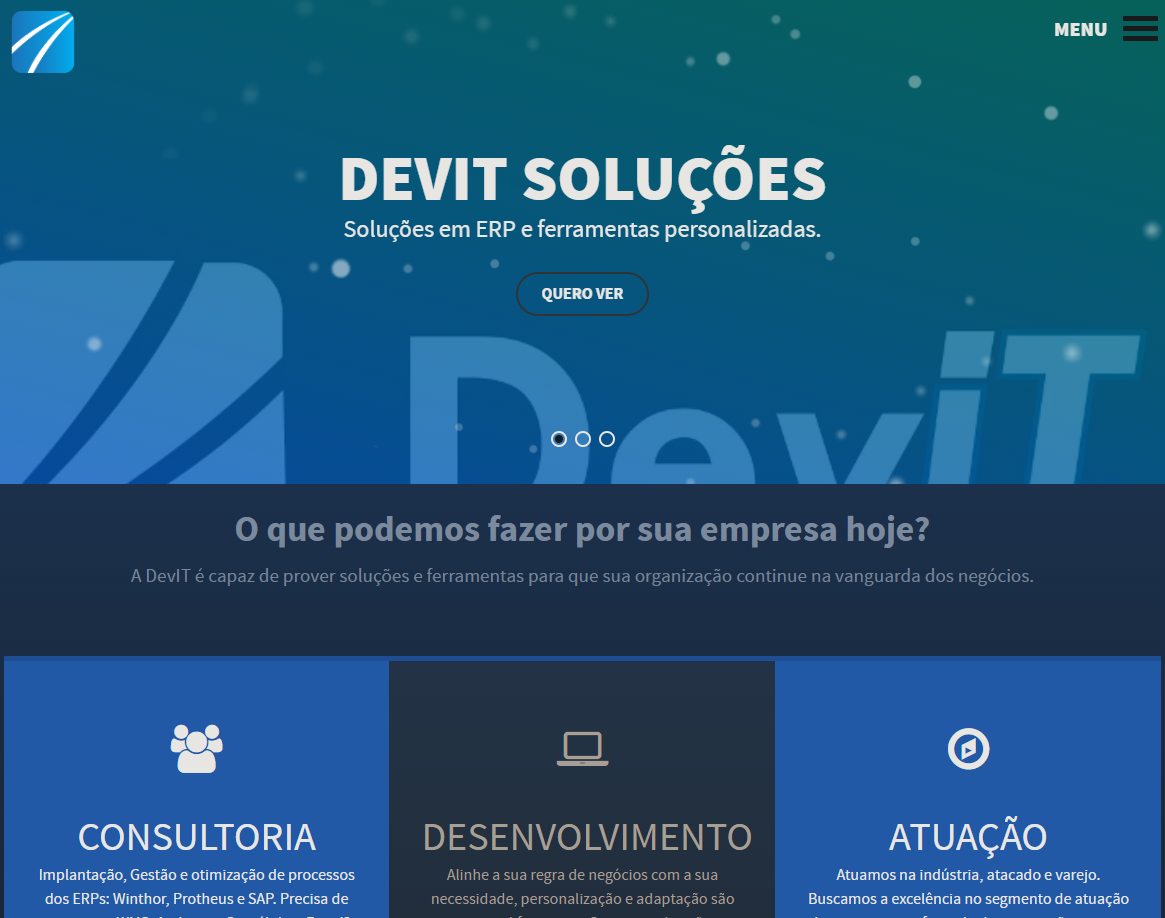 MENU
DEVIT SOLUÇÕES
Soluções em ERP e ferramentas personalizadas.
QUERO VER
DeviT
O que podemos fazer por sua empresa hoje?
A DevIT é capaz de prover soluções e ferramentas para que sua organização continue na vanguarda dos negócios.
CONSULTORIA
Implantação, Gestão e otimização de processos
dos ERPs: Winthor, Protheus e SAP. Precisa de
DESENVOLVIMENTO
Alinhe a sua regra de negócios com a sua
necessidade, personalização e adaptação são
ATUAÇÃO
Atuamos na indústria, atacado e varejo.
Buscamos a excelência no segmento de atuação